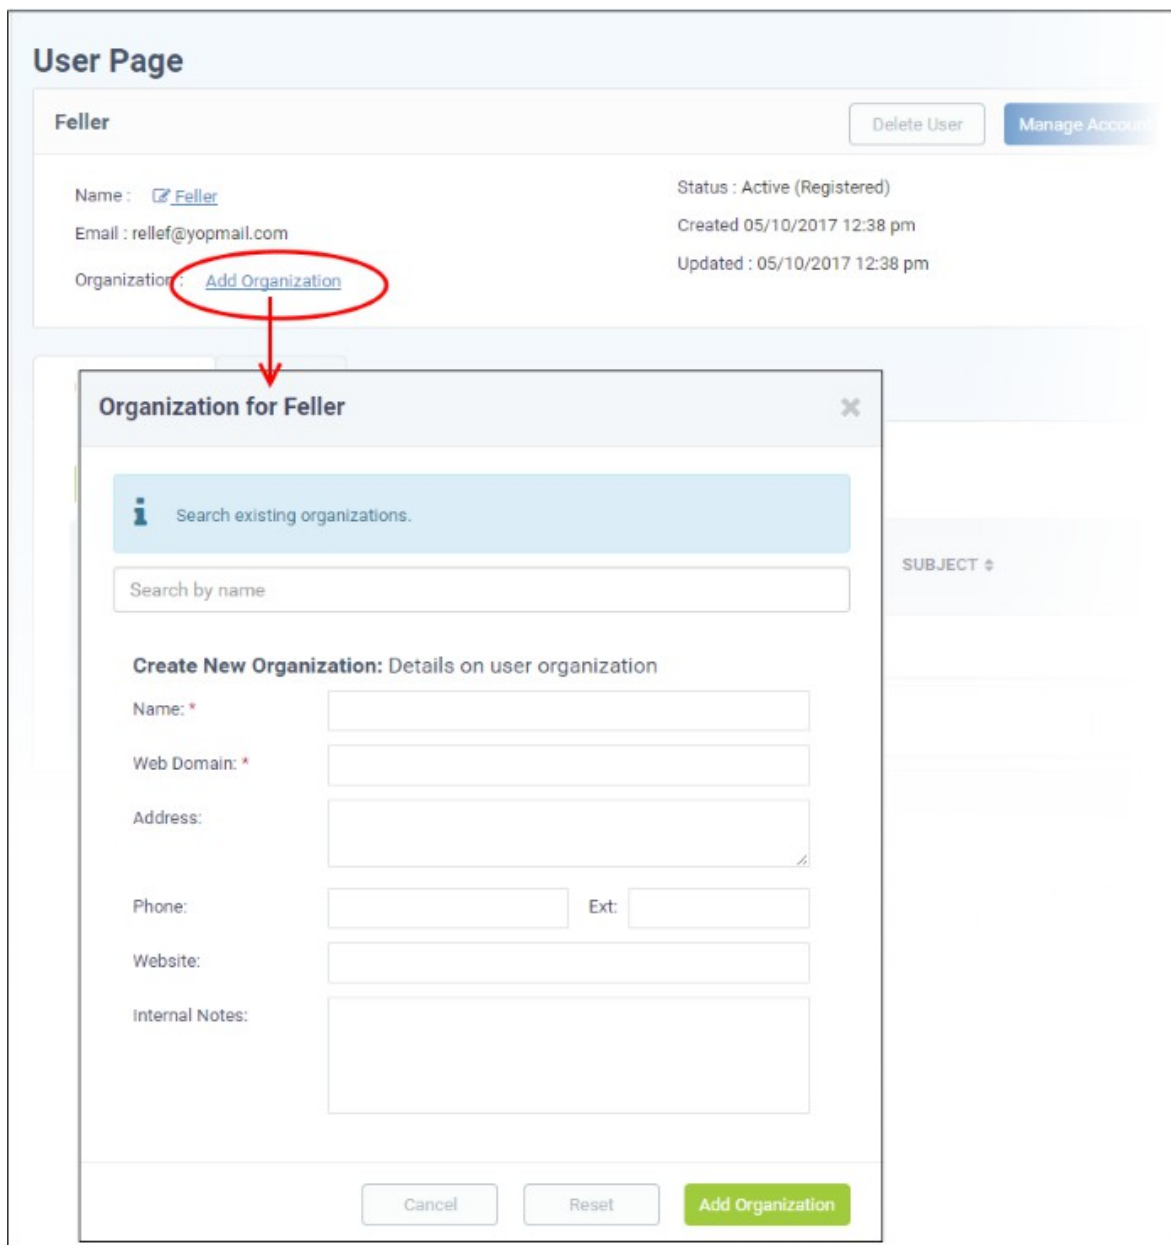 User Page
Feller
Delete User
Manage Accoun
Name : Feller
Status : Active (Registered)
Email : rellef@yopmail.com
Created 05/10/2017 12:38 pm
Organization : Add Organization
Updated : 05/10/2017 12:38 pm
Organization for Feller
Search existing organizations.
SUBJECT
Search by name
Create New Organization: Details on user organization
Name: *
Web Domain: *
Address:
Phone:
Ext:
Website:
Internal Notes:
Cancel
Reset
Add Organization